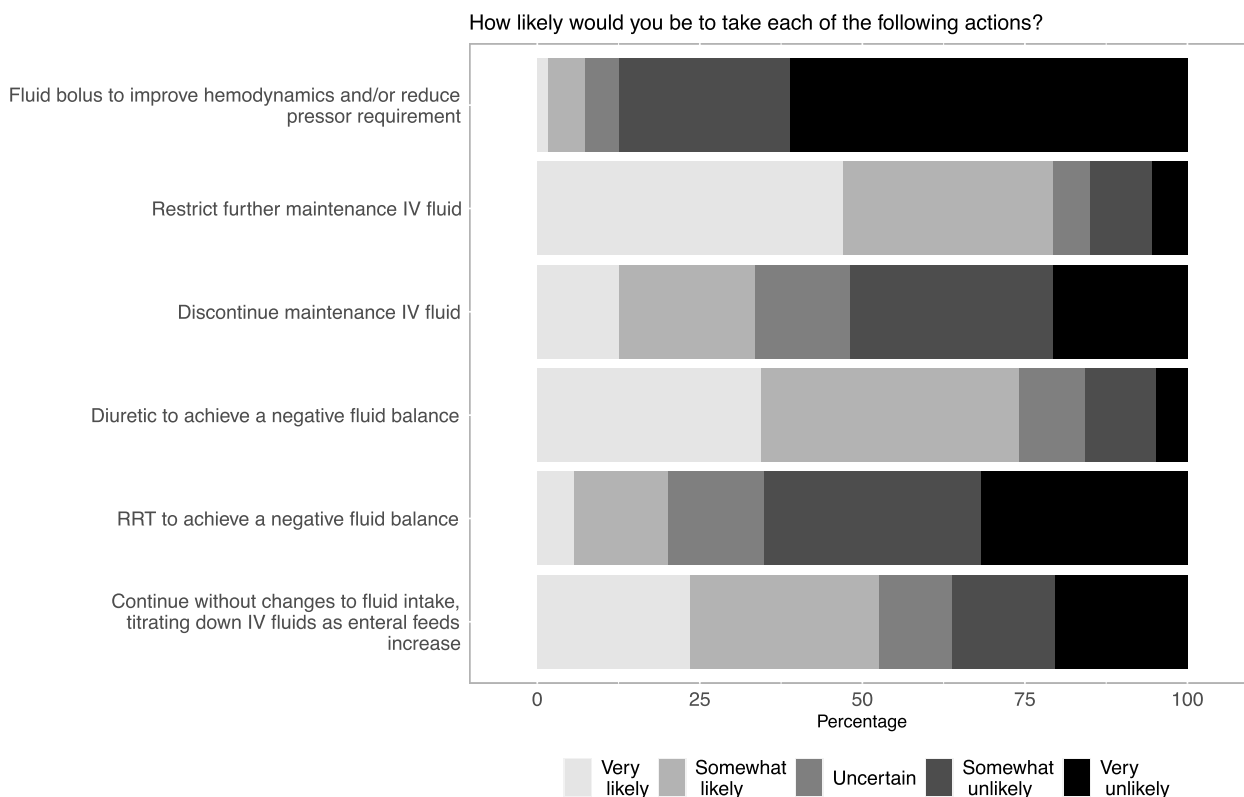 How likely would you be to take each of the following actions?
Fluid bolus to improve hemodynamics and/or reduce
pressor requirement
Restrict further maintenance IV fluid
Discontinue maintenance IV fluid
Diuretic to achieve a negative fluid balance
RRT to achieve a negative fluid balance
Continue without changes to fluid intake,
titrating down IV fluids as enteral feeds
increase
0 25 50 75 100
Percentage
Very likely
Somewhat likely
Uncertain
Somewhat unlikely
Very unlikely